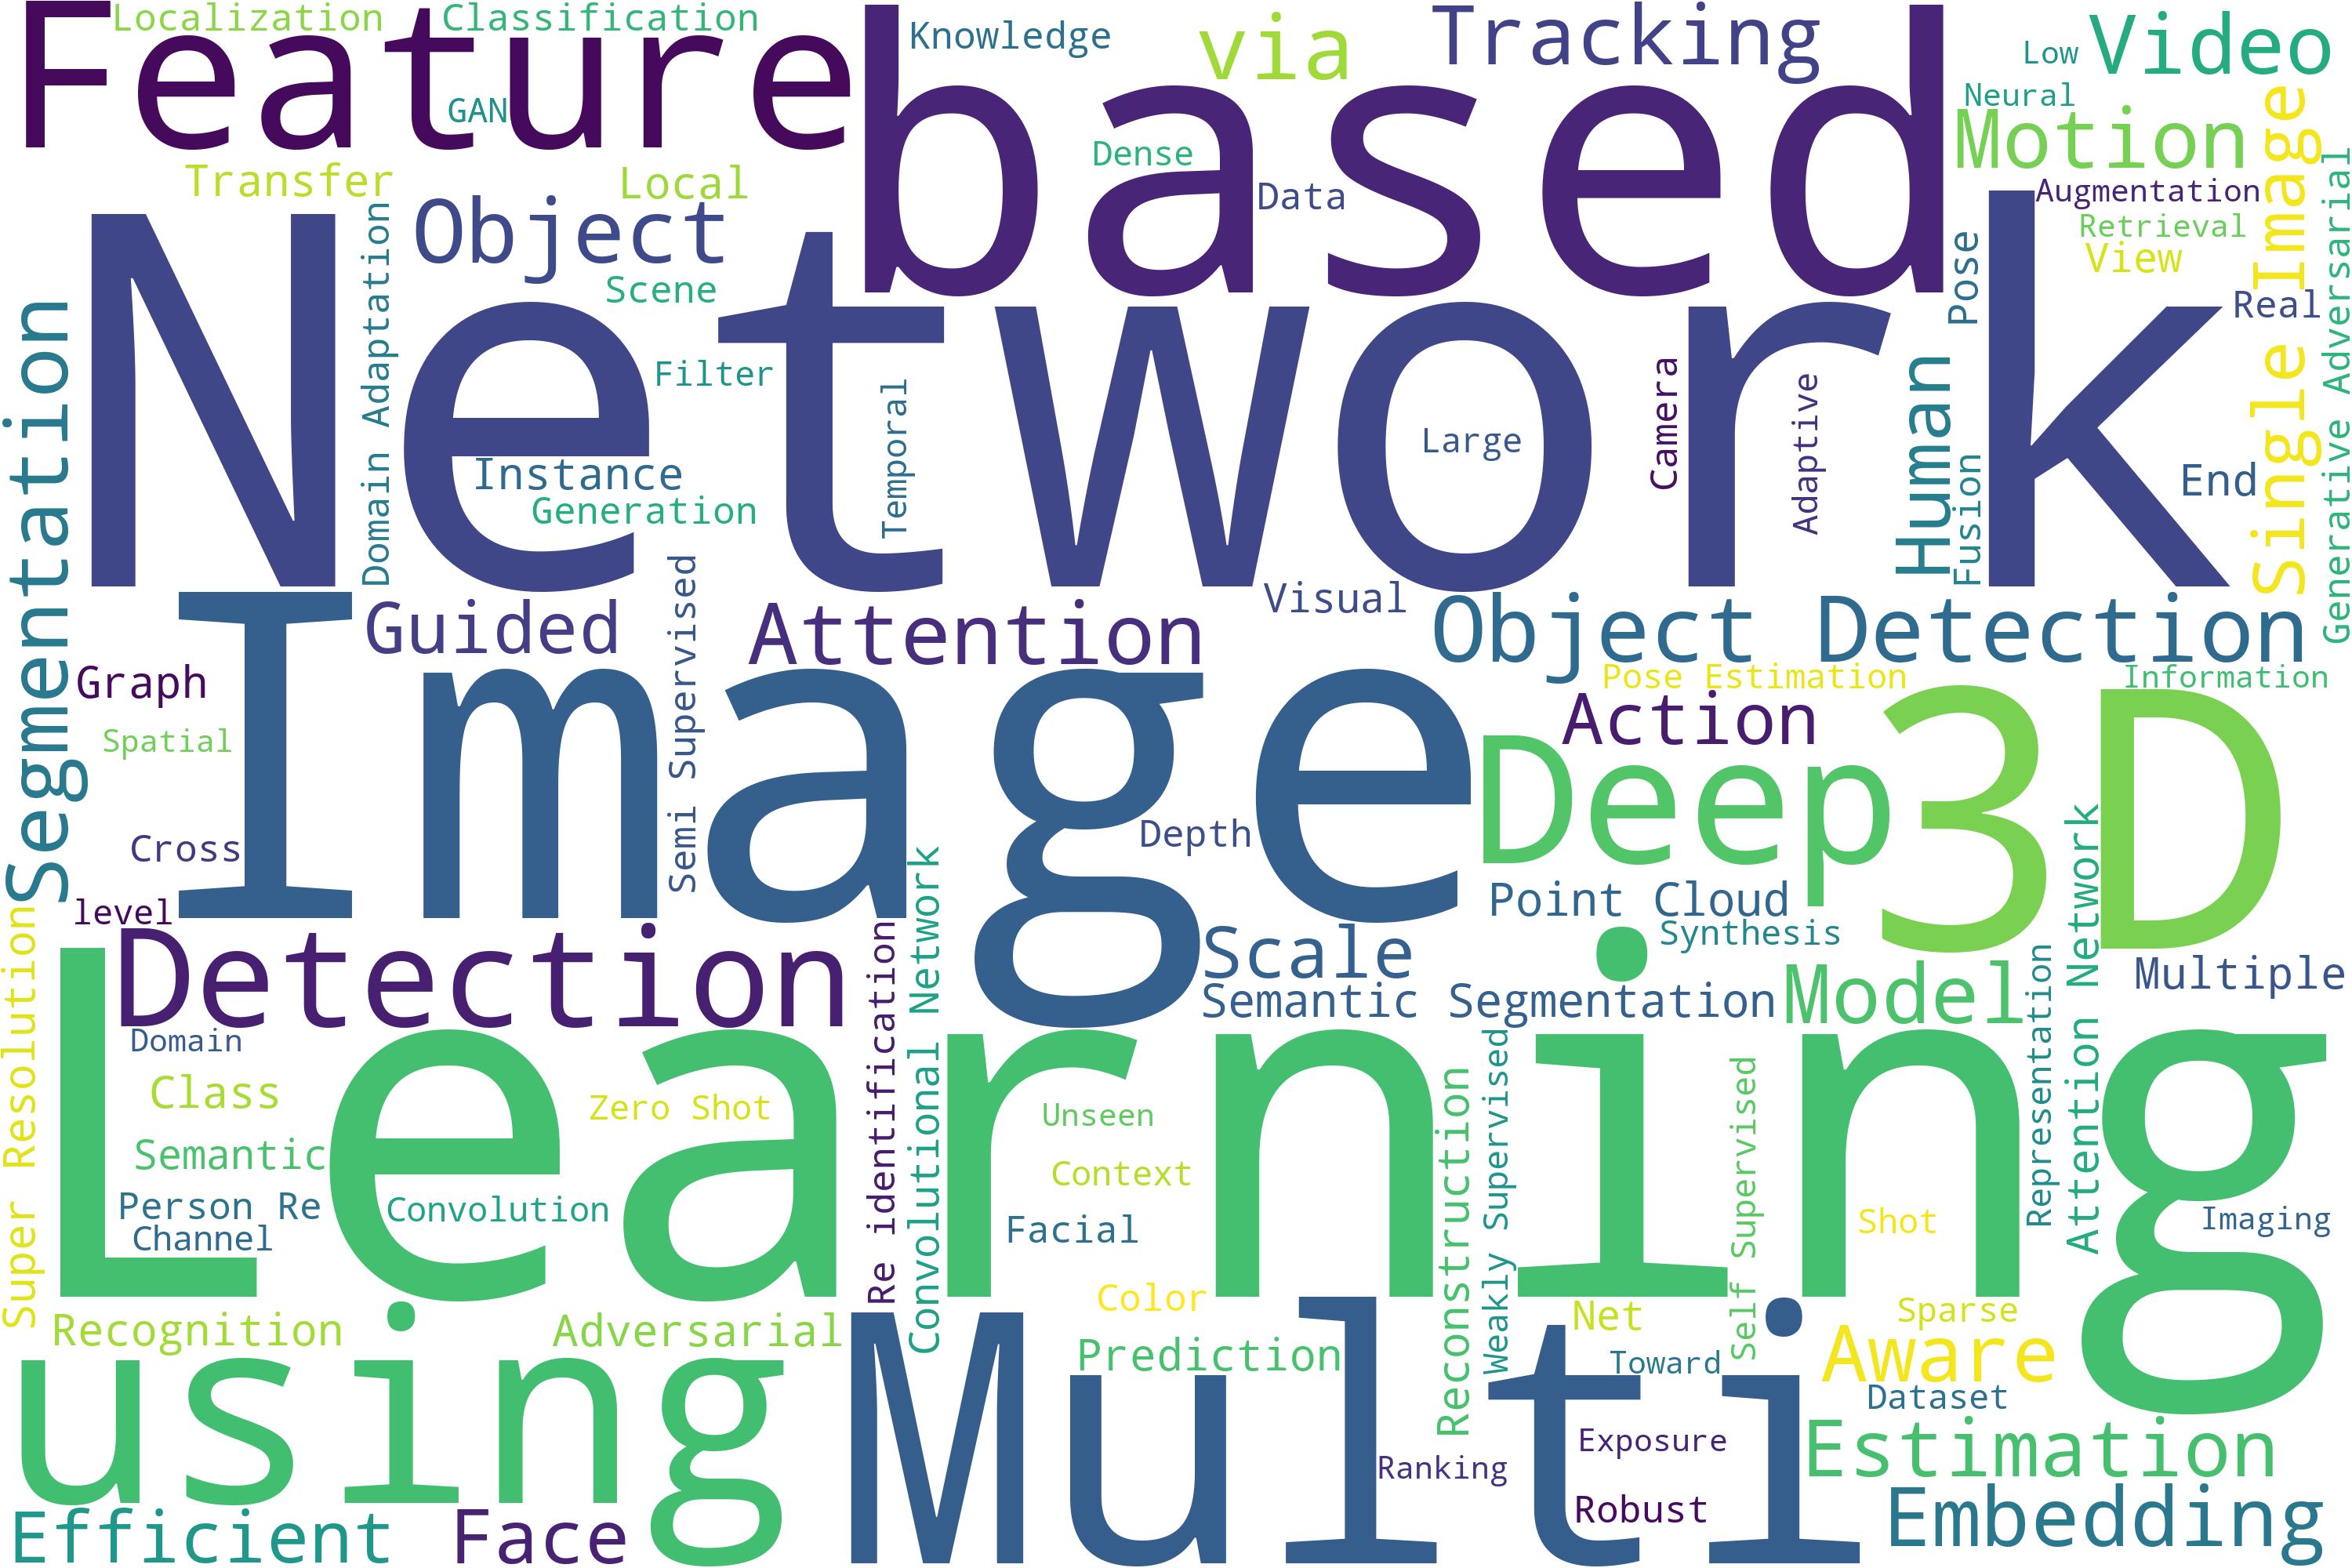 Feature
Localization
Classification
Knowledge
via
Tracking
Low
Video
GAN
based
Neural
Motion
Transfer
Local
Dense
Data
Augmentation
Retrieval
View
Single Image
Generative Adversarial
Object
Scene
Domain Adaptation
Network
Filter
Temporal
Large
Camera
Adaptive
Pose
Human
Fusion
Real
End
Segmentation
Instance
Generation
Visual
Guided
Semi Supervised
Attention
Object Detection
Graph
Spatial
Image
Pose Estimation
Information
Action
Deep
3D
Cross
level
Depth
Point Cloud
Synthesis
Detection
Scale
Semantic Segmentation
Model
Multiple
Super Resolution
Domain
Learning
Re identification
Convolutional Network
Attention Network
Representation
Class
Zero Shot
Unseen
Semantic
Context
Person Re
Convolution
Channel
Facial
Reconstruction
Weakly Supervised
Self Supervised
Shot
Imaging
Color
Recognition
Adversarial
Net
Sparse
using
Multi
Prediction
Toward
Aware
Dataset
Exposure
Ranking
Estimation
Robust
Efficient
Face
Embedding